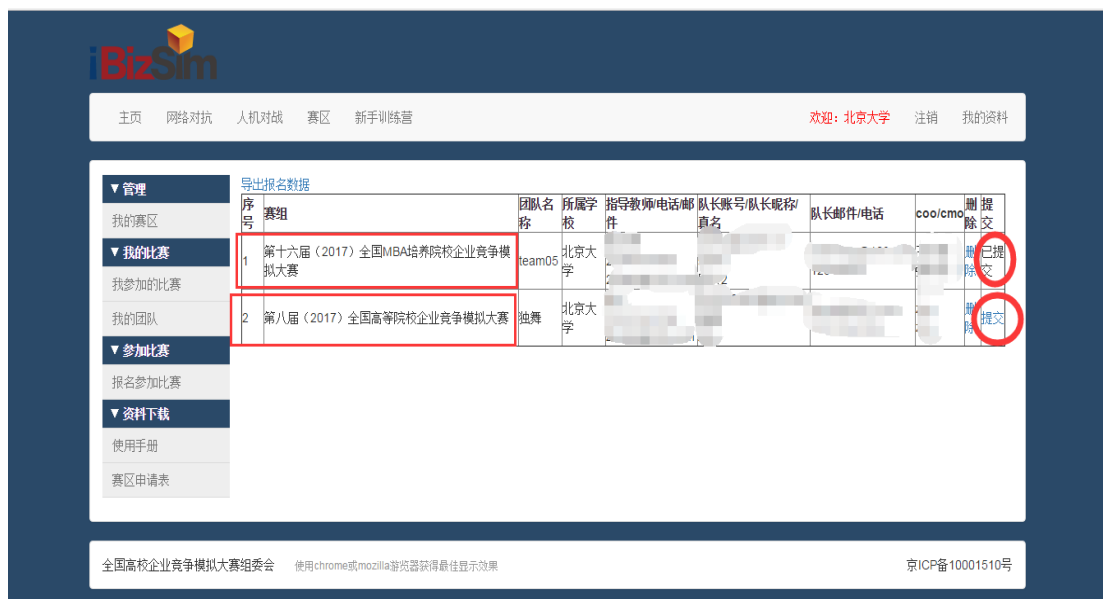 iBizSim
主页 网络对抗 人机对战 赛区 新手训练营 欢迎：北京大学 注销 我的资料
▼管理
我的赛区
▼我的比赛
我参加的比赛
我的团队
▼参加比赛
报名参加比赛
▼资料下载
使用手册
赛区申请表
导出报名数据
序号 赛组 团队名称 所属学校 指导教师/电话/邮件 队长账号/队长昵称/真名 队长邮件/电话 coo/cmo 删除 提交
1 第十六届（2017）全国MBA培养院校企业竞争模拟大赛 team05 北京大学 删除 已提交
2 第八届（2017）全国高等院校企业竞争模拟大赛 独舞 北京大学 删除 提交
全国高校企业竞争模拟大赛组委会 使用chrome或mozilla游览器获得最佳显示效果 京ICP备10001510号